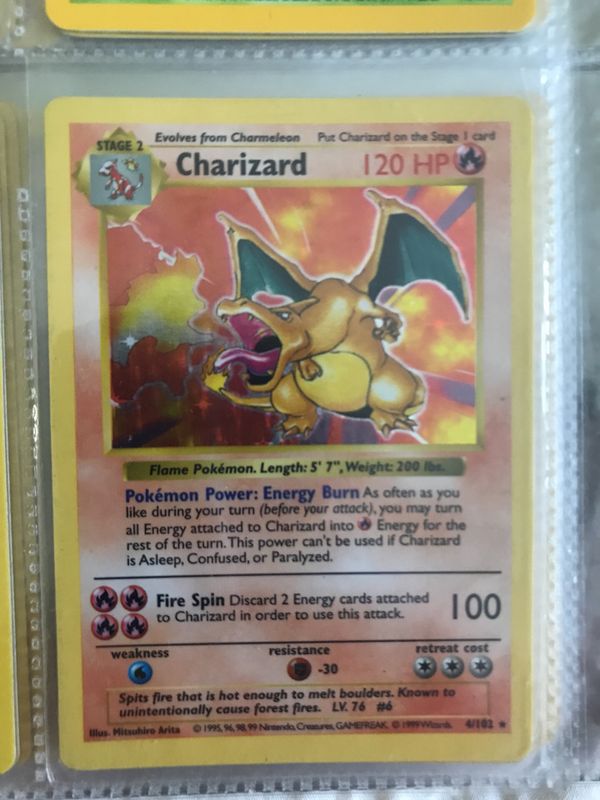 Evolves from Charmeleon Put Charizard on the Stage 1 card
STAGE 2
Charizard 120 HP
Flame Pokémon. Length: 5' 7", Weight: 200 lbs.
Pokémon Power: Energy Burn As often as you
like during your turn (before your attack), you may turn
all Energy attached to Charizard into Energy for the
rest of the turn. This power can't be used if Charizard
is Asleep, Confused, or Paralyzed.
Fire Spin Discard 2 Energy cards attached
to Charizard in order to use this attack. 100
weakness resistance retreat cost
-30
Spits fire that is hot enough to melt boulders. Known to
unintentionally cause forest fires. LV. 76 #6
Illus. Mitsuhiro Arita © 1995, 96, 98, 99 Nintendo, Creatures, GAMEFREAK. © 1999 Wizards. 4/102 ★